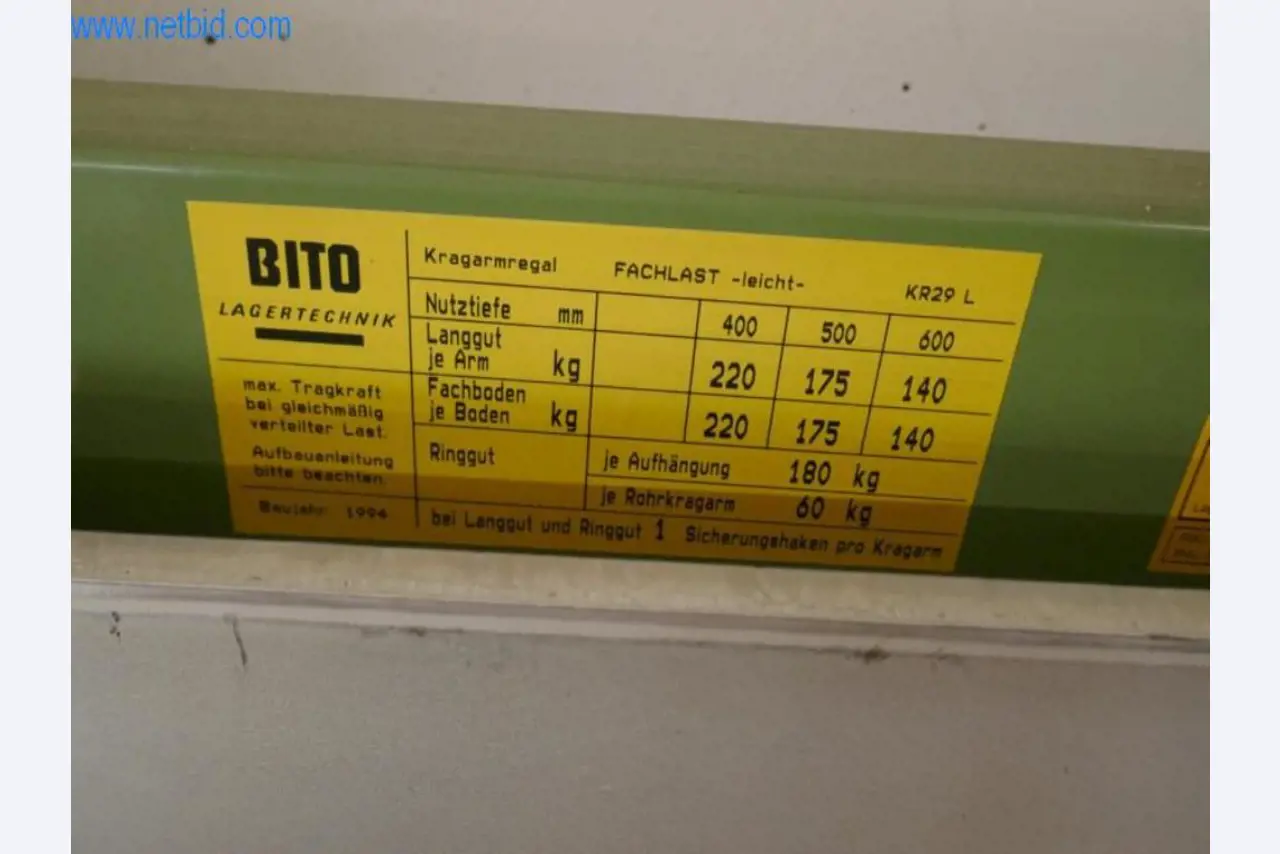 www.netbid.com
BITO
LAGERTECHNIK
max. Tragkraft
bei gleichmäßig
verteilter Last.
Aufbauanleitung
bitte beachten.
Baujahr 1994
Kragarmregal FACHLAST -leicht- KR29 L
Nutztiefe mm 400 500 600
Langgut
je Arm kg 220 175 140
Fachboden
je Boden kg 220 175 140
Ringgut je Aufhängung 180 kg
je Rohrkragarm 60 kg
bei Langgut und Ringgut 1 Sicherungshaken pro Kragarm